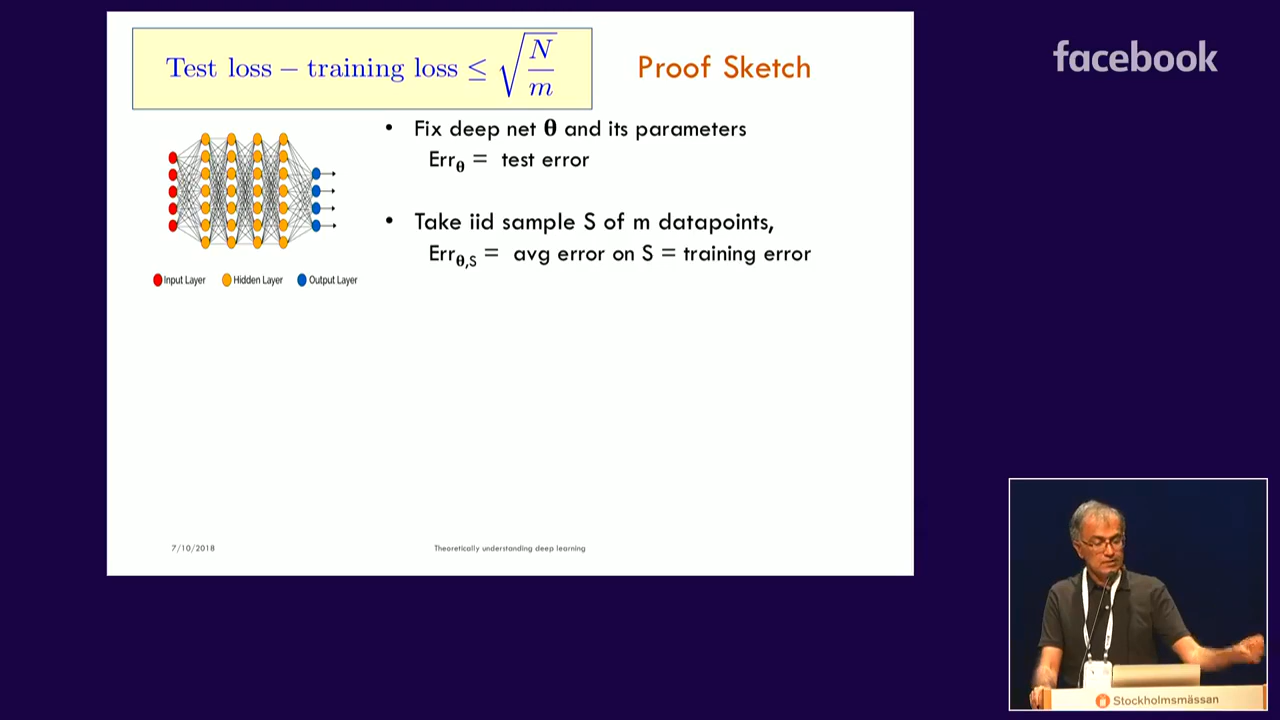 Test loss − training loss ≤ √(N/m)
Proof Sketch
facebook
• Fix deep net θ and its parameters
Err_θ = test error
• Take iid sample S of m datapoints,
Err_θ,S = avg error on S = training error
Input Layer Hidden Layer Output Layer
7/10/2018 Theoretically understanding deep learning
Stockholmsmässan